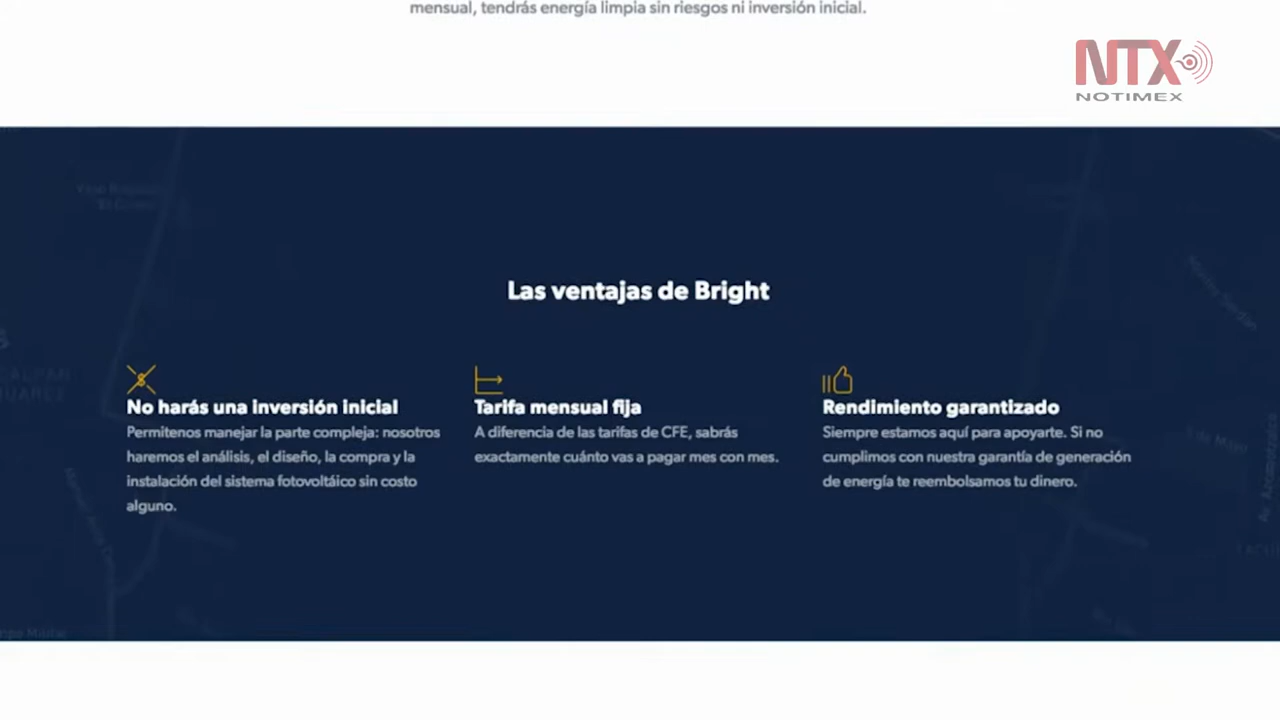 mensual, tendrás energía limpia sin riesgos ni inversión inicial.
NTX
NOTIMEX
Las ventajas de Bright
No harás una inversión inicial
Permitenos manejar la parte compleja: nosotros
haremos el análisis, el diseño, la compra y la
instalación del sistema fotovoltáico sin costo
alguno.
Tarifa mensual fija
A diferencia de las tarifas de CFE, sabrás
exactamente cuánto vas a pagar mes con mes.
Rendimiento garantizado
Siempre estamos aquí para apoyarte. Si no
cumplimos con nuestra garantía de generación
de energía te reembolsamos tu dinero.